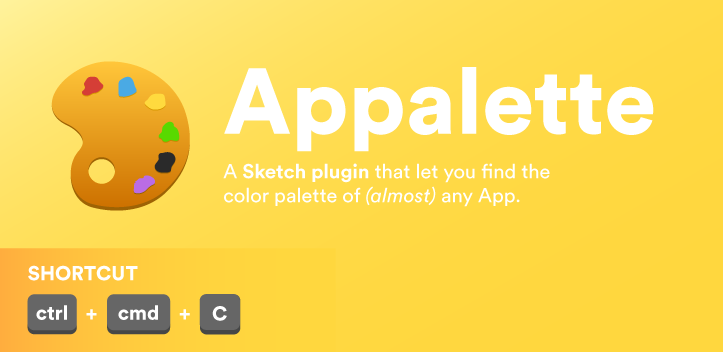 Appalette
A Sketch plugin that let you find the
color palette of (almost) any App.
SHORTCUT
ctrl + cmd + C